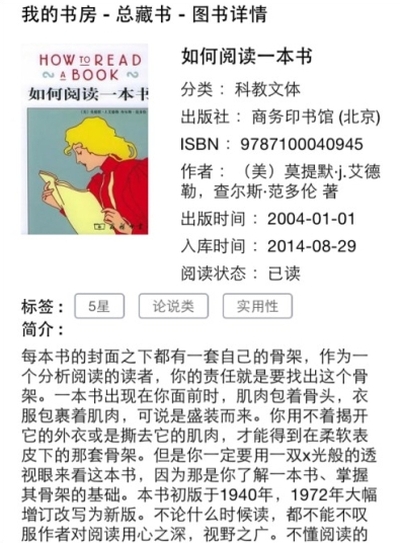 我的书房 - 总藏书 - 图书详情
HOW TO READ
A BOOK
如何阅读一本书
商务印书馆
如何阅读一本书
分类： 科教文体
出版社： 商务印书馆 (北京)
ISBN： 9787100040945
作者： （美）莫提默·j.艾德
勒，查尔斯·范多伦 著
出版时间： 2004-01-01
入库时间： 2014-08-29
阅读状态： 已读
标签：
5星
论说类
实用性
简介：
每本书的封面之下都有一套自己的骨架，作为一
个分析阅读的读者，你的责任就是要找出这个骨
架。一本书出现在你面前时，肌肉包着骨头，衣
服包裹着肌肉，可说是盛装而来。你用不着揭开
它的外衣或是撕去它的肌肉，才能得到在柔软表
皮下的那套骨架。但是你一定要用一双x光般的透
视眼来看这本书，因为那是你了解一本书、掌握
其骨架的基础。本书初版于1940年，1972年大幅
增订改写为新版。不论什么时候读，都不能不叹
服作者对阅读用心之深，视野之广。不懂阅读的